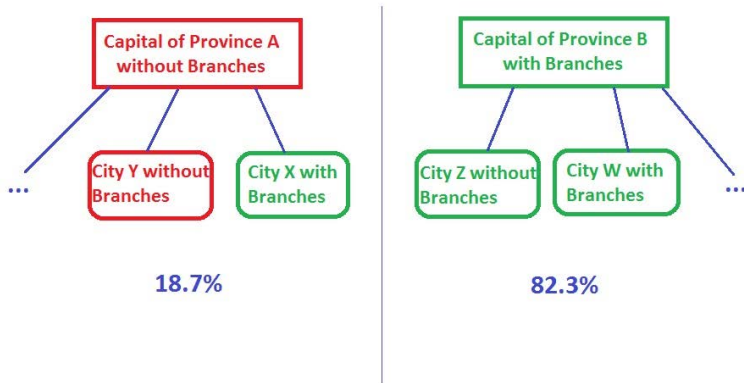 Capital of Province A
without Branches
...
City Y without
Branches
City X with
Branches
18.7%
Capital of Province B
with Branches
City Z without
Branches
City W with
Branches
...
82.3%